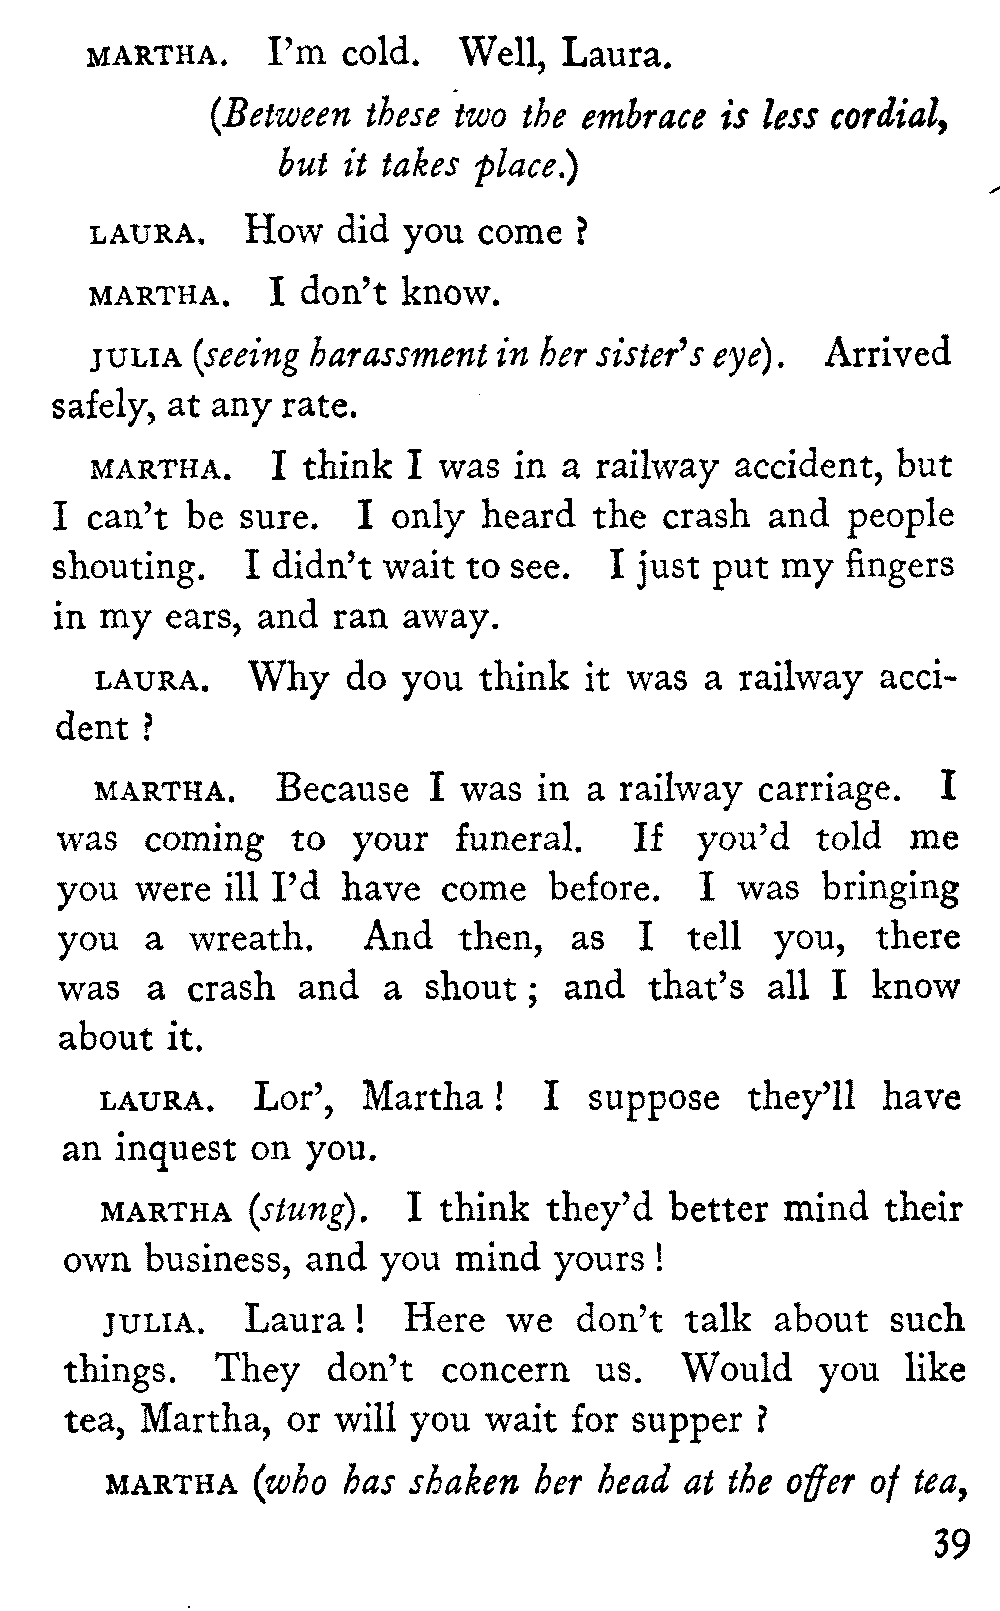 MARTHA. I'm cold. Well, Laura.
(Between these two the embrace is less cordial,
but it takes place.)
LAURA. How did you come ?
MARTHA. I don't know.
JULIA (seeing harassment in her sister's eye). Arrived
safely, at any rate.
MARTHA. I think I was in a railway accident, but
I can't be sure. I only heard the crash and people
shouting. I didn't wait to see. I just put my fingers
in my ears, and ran away.
LAURA. Why do you think it was a railway acci-
dent ?
MARTHA. Because I was in a railway carriage. I
was coming to your funeral. If you'd told me
you were ill I'd have come before. I was bringing
you a wreath. And then, as I tell you, there
was a crash and a shout ; and that's all I know
about it.
LAURA. Lor', Martha ! I suppose they'll have
an inquest on you.
MARTHA (stung). I think they'd better mind their
own business, and you mind yours !
JULIA. Laura ! Here we don't talk about such
things. They don't concern us. Would you like
tea, Martha, or will you wait for supper ?
MARTHA (who has shaken her head at the offer of tea,
39